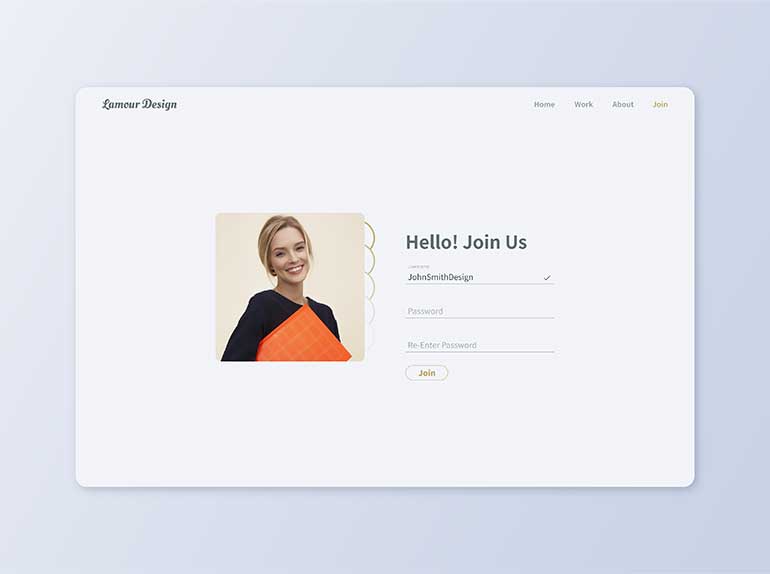 Lamour Design
Home Work About Join
Hello! Join Us
Username
JohnSmithDesign
Password
Re-Enter Password
Join